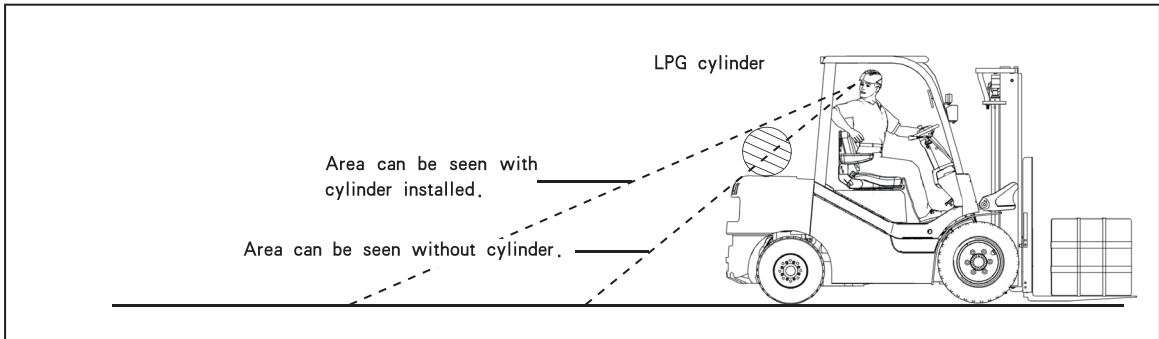 LPG cylinder
Area can be seen with
cylinder installed.
Area can be seen without cylinder.